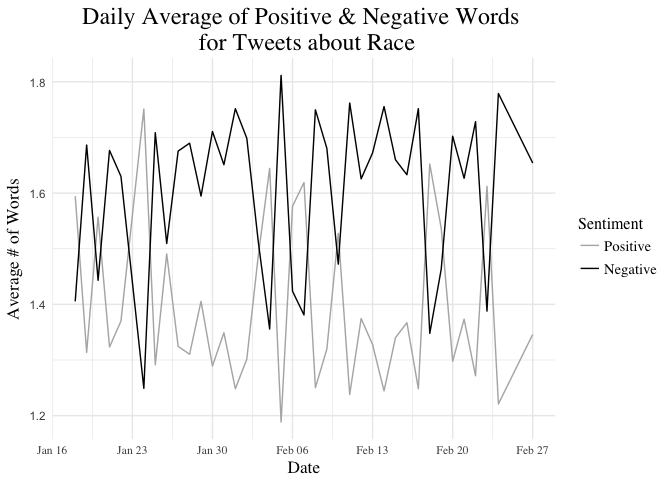 Daily Average of Positive & Negative Words
for Tweets about Race
1.8
1.6
1.4
1.2
Average # of Words
Jan 16 Jan 23 Jan 30 Feb 06 Feb 13 Feb 20 Feb 27
Date
Sentiment
Positive
Negative